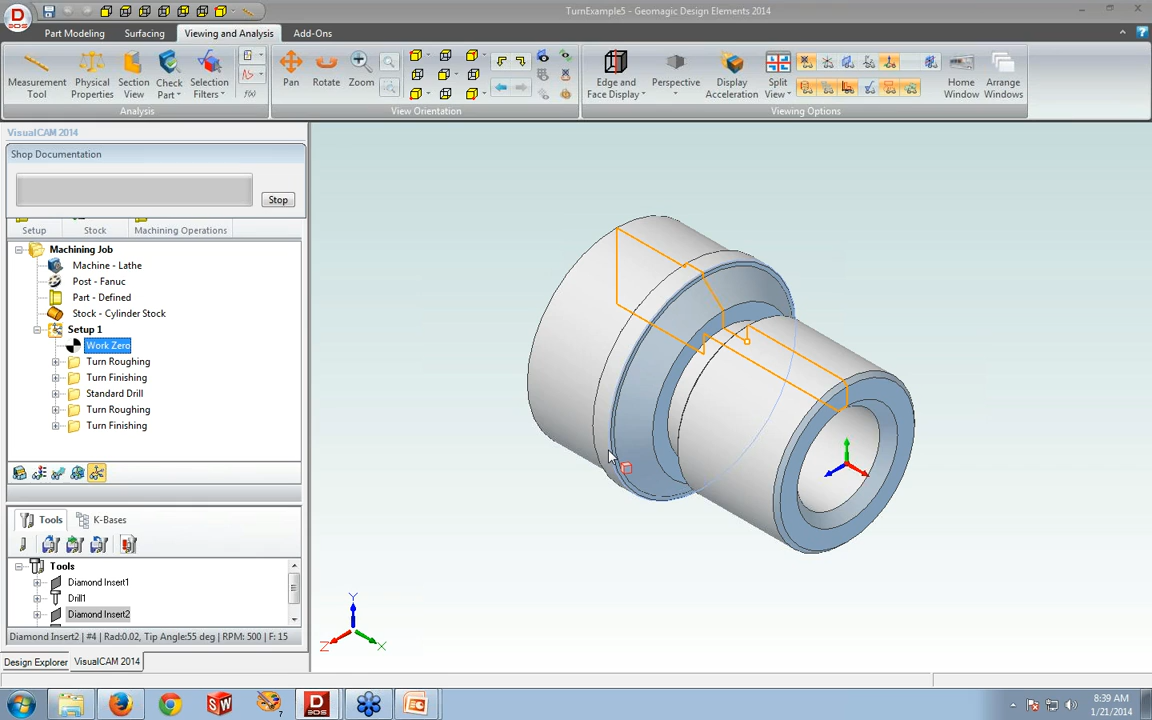 TurnExample5 - Geomagic Design Elements 2014
D
3DS
Part Modeling
Surfacing
Viewing and Analysis
Add-Ons
Measurement Tool
Physical Properties
Section View
Check Part
Selection Filters
f(x)
Pan
Rotate
Zoom
Edge and Face Display
Perspective
Display Acceleration
Split View
Home Window
Arrange Windows
Analysis
View Orientation
Viewing Options
VisualCAM 2014
Shop Documentation
Stop
Setup
Stock
Machining Operations
Machining Job
Machine - Lathe
Post - Fanuc
Part - Defined
Stock - Cylinder Stock
Setup 1
Work Zero
Turn Roughing
Turn Finishing
Standard Drill
Turn Roughing
Turn Finishing
Tools
K-Bases
Tools
Diamond Insert1
Drill1
Diamond Insert2
Diamond Insert2 | #4 | Rad:0.02, Tip Angle:55 deg | RPM: 500 | F: 15
Design Explorer
VisualCAM 2014
Y
Z
X
SW
7
3DS
8:39 AM
1/21/2014